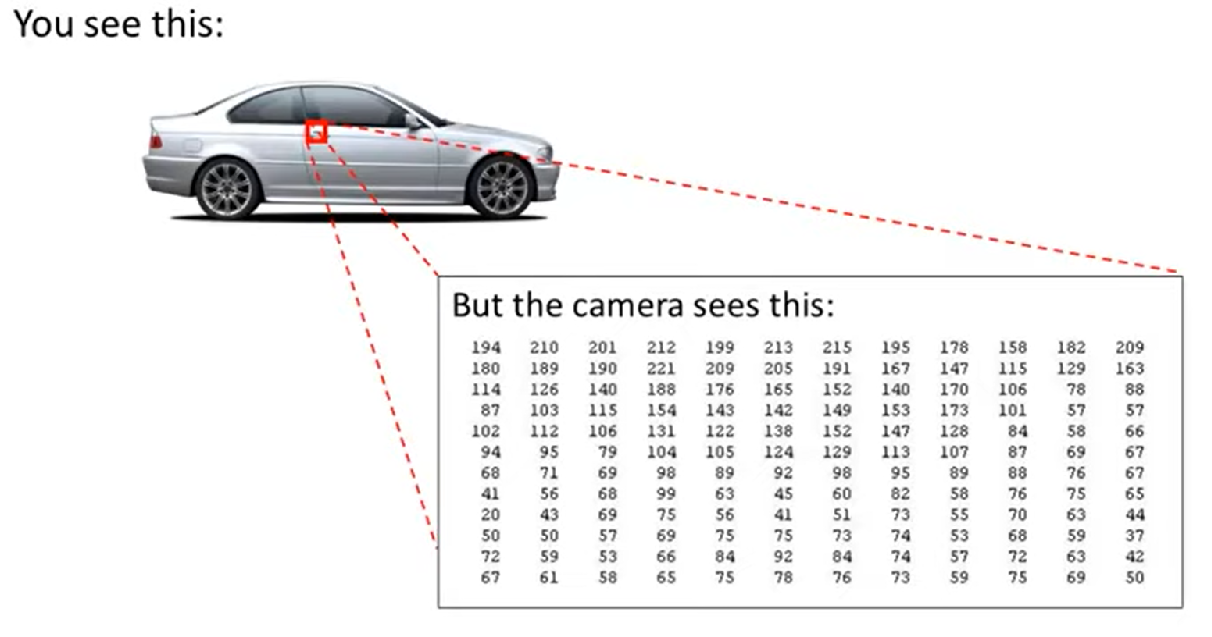 You see this:
But the camera sees this:
194 210 201 212 199 213 215 195 178 158 182 209
180 189 190 221 209 205 191 167 147 115 129 163
114 126 140 188 176 165 152 140 170 106 78 88
87 103 115 154 143 142 149 153 173 101 57 57
102 112 106 131 122 138 152 147 128 84 58 66
94 95 79 104 105 124 129 113 107 87 69 67
68 71 69 98 89 92 98 95 89 88 76 67
41 56 68 99 63 45 60 82 58 76 75 65
20 43 69 75 56 41 51 73 55 70 63 44
50 50 57 69 75 75 73 74 53 68 59 37
72 59 53 66 84 92 84 74 57 72 63 42
67 61 58 65 75 78 76 73 59 75 69 50